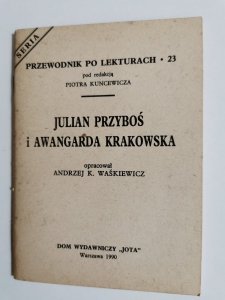 SERIA
PRZEWODNIK PO LEKTURACH • 23
pod redakcją
PIOTRA KUNCEWICZA
JULIAN PRZYBOŚ
i AWANGARDA KRAKOWSKA
opracował
ANDRZEJ K. WAŚKIEWICZ
DOM WYDAWNICZY „JOTA"
Warszawa 1990